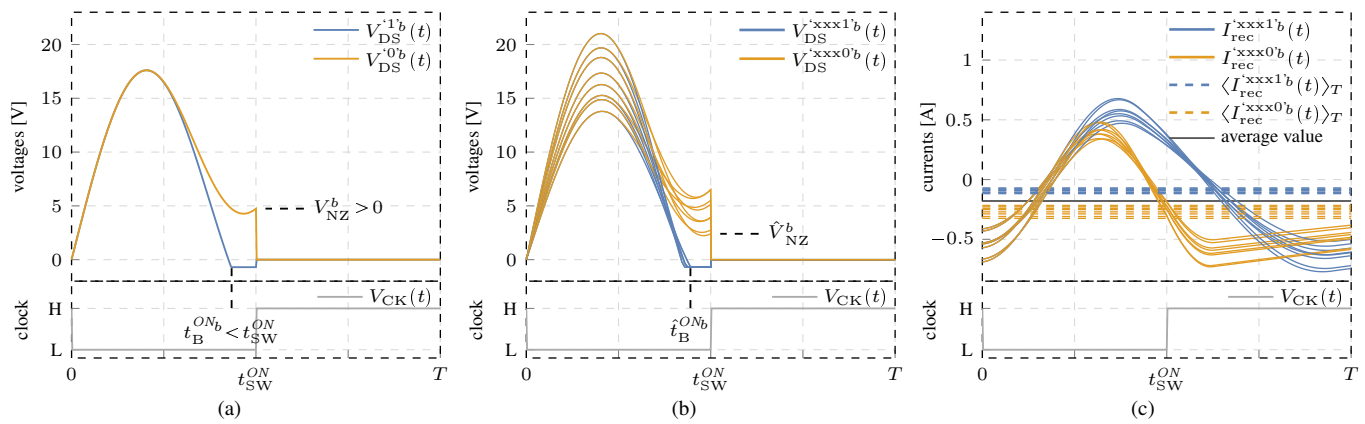 20
15
10
5
0
voltages [V]
V_DS^{'1'b}(t)
V_DS^{'0'b}(t)
V_NZ^b > 0
clock
H
L
V_CK(t)
t_B^{ONb} < t_SW^{ON}
0
t_SW^{ON}
T
(a)
20
15
10
5
0
voltages [V]
V_DS^{'xxx1'b}(t)
V_DS^{'xxx0'b}(t)
V̂_NZ^b
clock
H
L
V_CK(t)
t̂_B^{ONb}
0
t_SW^{ON}
T
(b)
1
0.5
0
−0.5
currents [A]
I_rec^{'xxx1'b}(t)
I_rec^{'xxx0'b}(t)
⟨I_rec^{'xxx1'b}(t)⟩_T
⟨I_rec^{'xxx0'b}(t)⟩_T
average value
clock
H
L
V_CK(t)
0
t_SW^{ON}
T
(c)